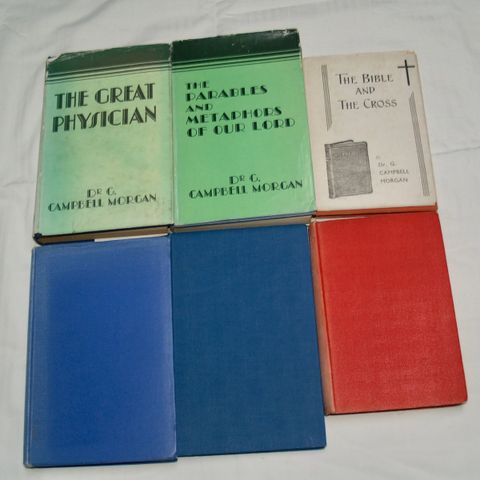 THE GREAT
PHYSICIAN
DR G.
CAMPBELL MORGAN
THE
PARABLES
AND
METAPHORS
OF OUR LORD
DR G.
CAMPBELL MORGAN
THE BIBLE
AND
THE CROSS
BY
DR. G.
CAMPBELL
MORGAN